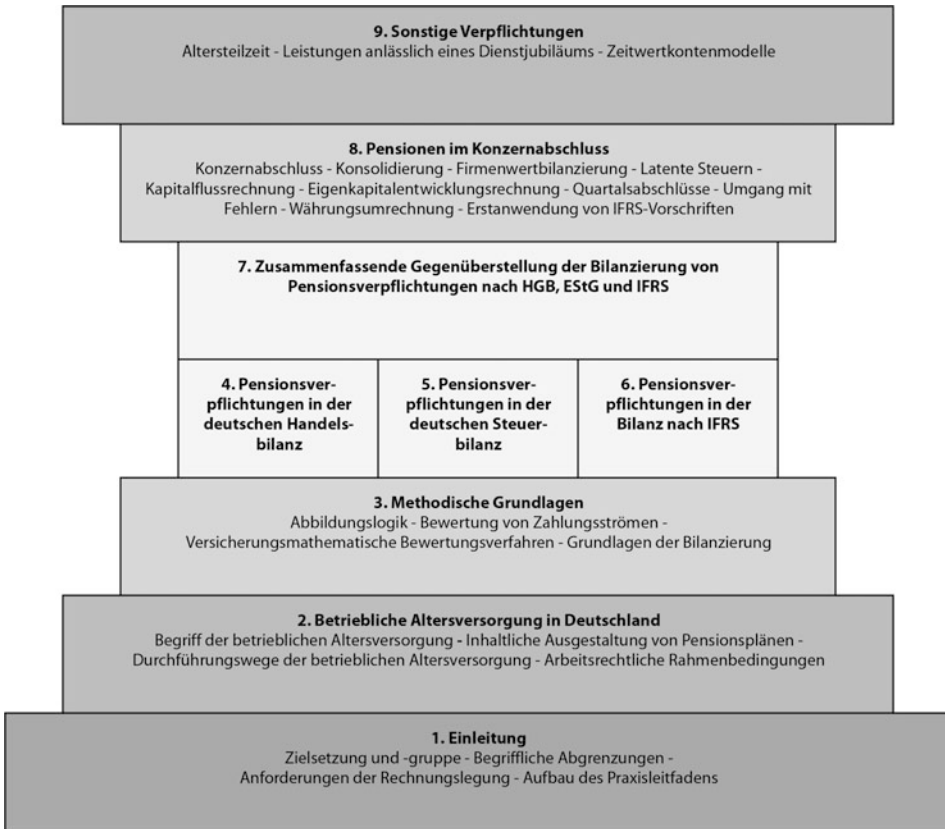 9. Sonstige Verpflichtungen
Altersteilzeit - Leistungen anlässlich eines Dienstjubiläums - Zeitwertkontenmodelle
8. Pensionen im Konzernabschluss
Konzernabschluss - Konsolidierung - Firmenwertbilanzierung - Latente Steuern -
Kapitalflussrechnung - Eigenkapitalentwicklungsrechnung - Quartalsabschlüsse - Umgang mit
Fehlern - Währungsumrechnung - Erstanwendung von IFRS-Vorschriften
7. Zusammenfassende Gegenüberstellung der Bilanzierung von
Pensionsverpflichtungen nach HGB, EStG und IFRS
4. Pensionsver-
pflichtungen in der
deutschen Handels-
bilanz
5. Pensionsver-
pflichtungen in der
deutschen Steuer-
bilanz
6. Pensionsver-
pflichtungen in der
Bilanz nach IFRS
3. Methodische Grundlagen
Abbildungslogik - Bewertung von Zahlungsströmen -
Versicherungsmathematische Bewertungsverfahren - Grundlagen der Bilanzierung
2. Betriebliche Altersversorgung in Deutschland
Begriff der betrieblichen Altersversorgung - Inhaltliche Ausgestaltung von Pensionsplänen -
Durchführungswege der betrieblichen Altersversorgung - Arbeitsrechtliche Rahmenbedingungen
1. Einleitung
Zielsetzung und -gruppe - Begriffliche Abgrenzungen -
Anforderungen der Rechnungslegung - Aufbau des Praxisleitfadens